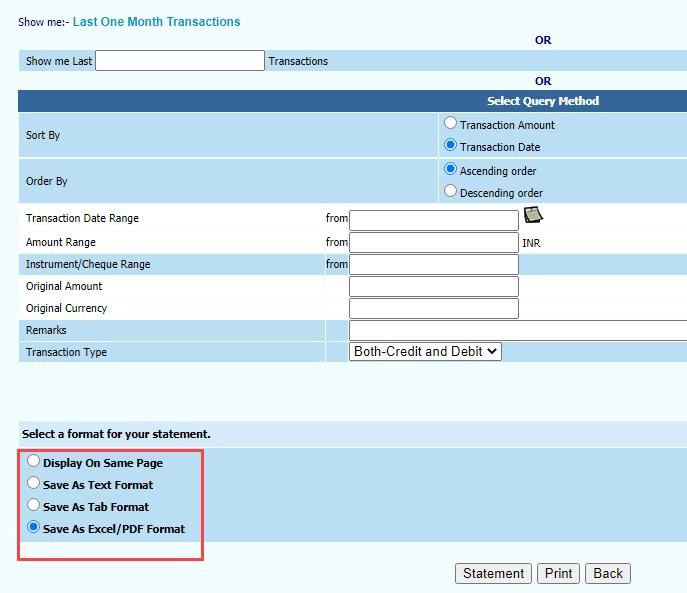 Show me:- Last One Month Transactions
OR
Show me Last Transactions
OR
Select Query Method
Sort By
Transaction Amount
Transaction Date
Order By
Ascending order
Descending order
Transaction Date Range from
Amount Range from INR
Instrument/Cheque Range from
Original Amount
Original Currency
Remarks
Transaction Type Both-Credit and Debit
Select a format for your statement.
Display On Same Page
Save As Text Format
Save As Tab Format
Save As Excel/PDF Format
Statement Print Back